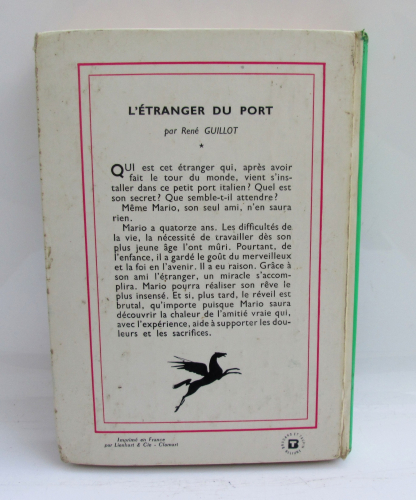 L'ÉTRANGER DU PORT
par René GUILLOT
*
QUI est cet étranger qui, après avoir
fait le tour du monde, vient s'ins-
taller dans ce petit port italien? Quel est
son secret? Que semble-t-il attendre?
Même Mario, son seul ami, n'en saura
rien.
Mario a quatorze ans. Les difficultés de
la vie, la nécessité de travailler dès son
plus jeune âge l'ont mûri. Pourtant, de
l'enfance, il a gardé le goût du merveilleux
et la foi en l'avenir. Il a eu raison. Grâce à
son ami l'étranger, un miracle s'accom-
plira. Mario pourra réaliser son rêve le
plus insensé. Et si, plus tard, le réveil est
brutal, qu'importe puisque Mario saura
découvrir la chaleur de l'amitié vraie qui,
avec l'expérience, aide à supporter les dou-
leurs et les sacrifices.
Imprimé en France
par Lienhart & Cie - Clamart